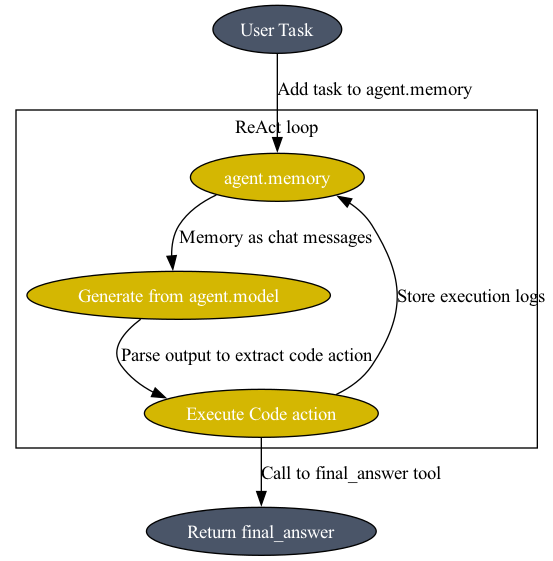 User Task
Add task to agent.memory
ReAct loop
agent.memory
Memory as chat messages
Generate from agent.model
Store execution logs
Parse output to extract code action
Execute Code action
Call to final_answer tool
Return final_answer